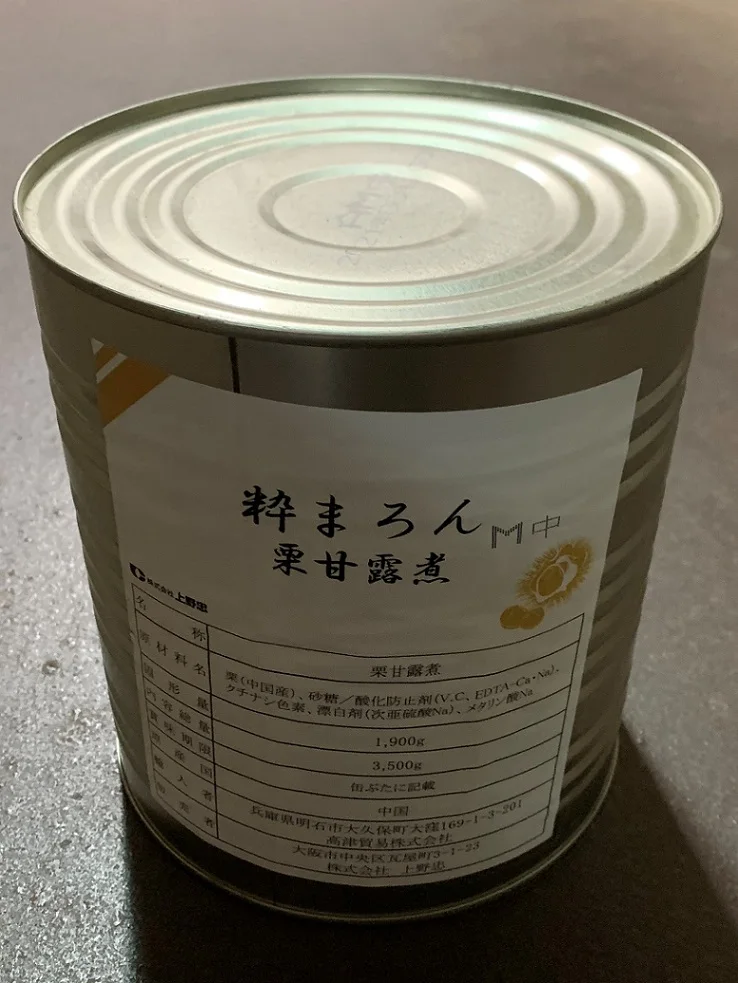 粋まろん M中
栗甘露煮
株式会社 上野忠
名称 栗甘露煮
原材料名 栗(中国産)、砂糖/酸化防止剤(V.C、EDTA-Ca・Na)、
クチナシ色素、漂白剤(次亜硫酸Na)、メタリン酸Na
固形量 1,900g
内容総量 3,500g
賞味期限 缶ぶたに記載
原産国 中国
輸入者 兵庫県明石市大久保町大窪169-1-3-201
高津貿易株式会社
大阪市中央区瓦屋町3-1-23
株式会社 上野忠